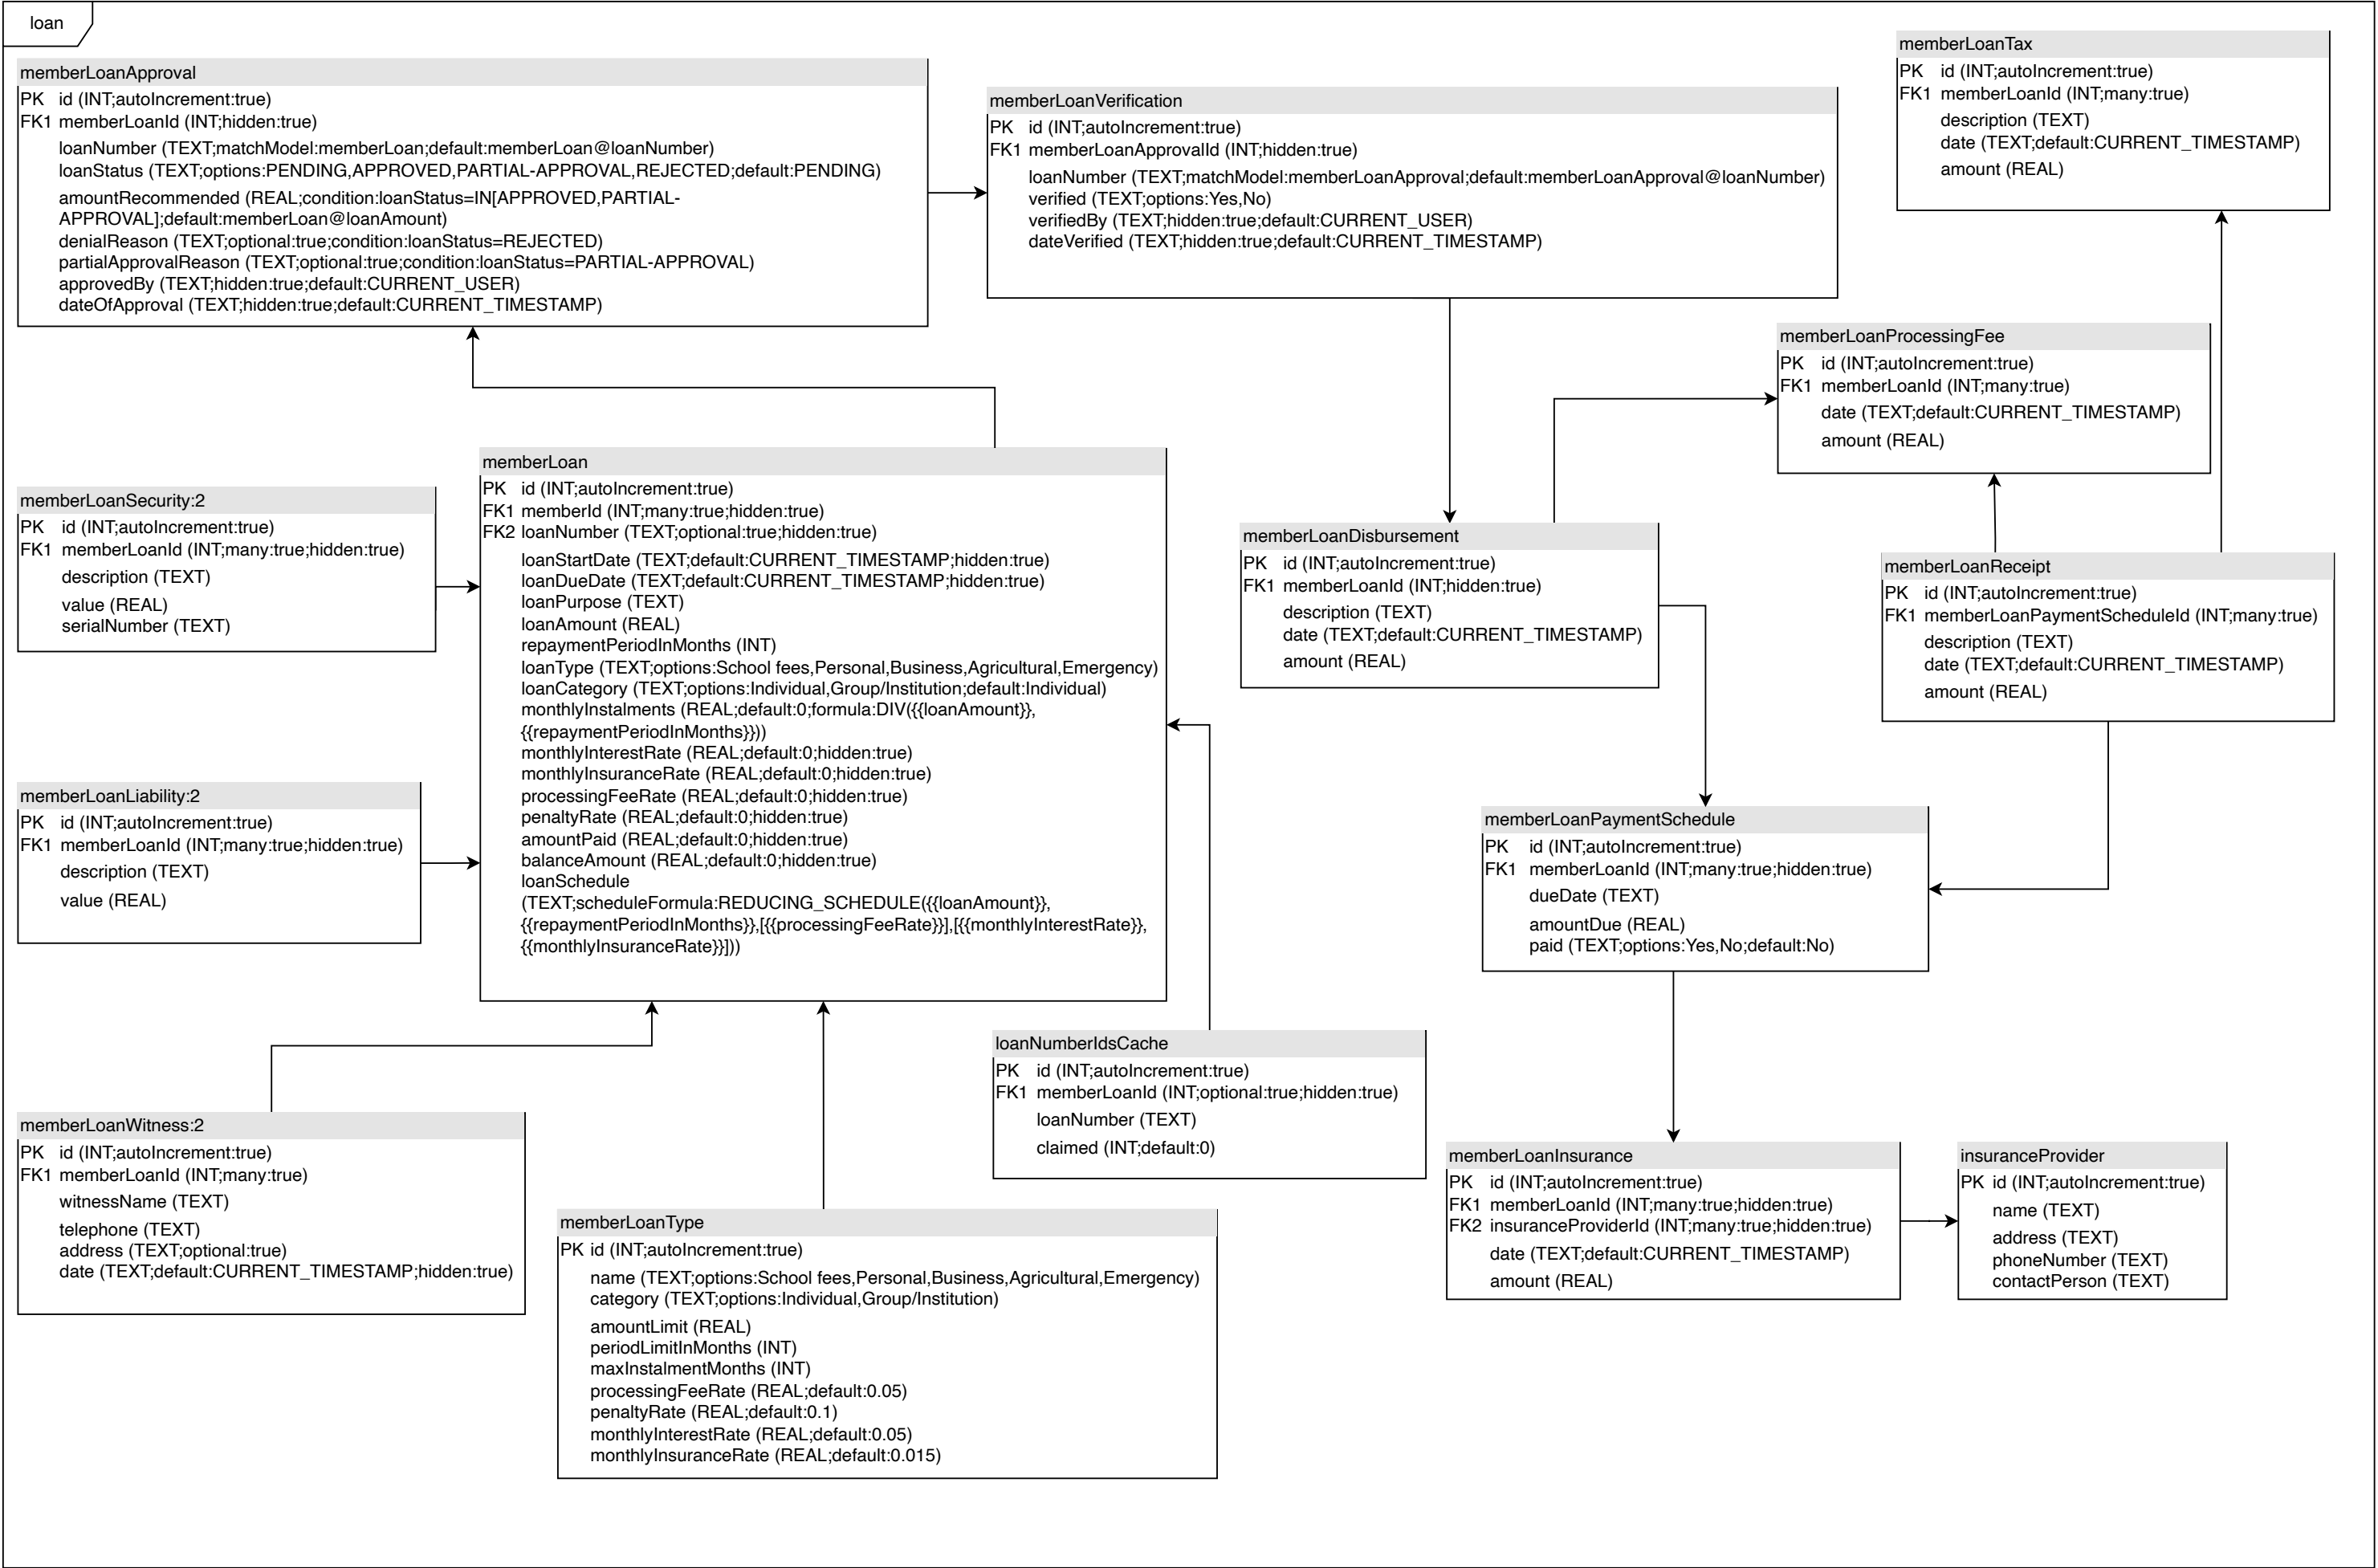 loan
memberLoanApproval
PK id (INT;autoIncrement:true)
FK1 memberLoanId (INT;hidden:true)
loanNumber (TEXT;matchModel:memberLoan;default:memberLoan@loanNumber)
loanStatus (TEXT;options:PENDING,APPROVED,PARTIAL-APPROVAL,REJECTED;default:PENDING)
amountRecommended (REAL;condition:loanStatus=IN[APPROVED,PARTIAL-
APPROVAL];default:memberLoan@loanAmount)
denialReason (TEXT;optional:true;condition:loanStatus=REJECTED)
partialApprovalReason (TEXT;optional:true;condition:loanStatus=PARTIAL-APPROVAL)
approvedBy (TEXT;hidden:true;default:CURRENT_USER)
dateOfApproval (TEXT;hidden:true;default:CURRENT_TIMESTAMP)
memberLoanVerification
PK id (INT;autoIncrement:true)
FK1 memberLoanApprovalId (INT;hidden:true)
loanNumber (TEXT;matchModel:memberLoanApproval;default:memberLoanApproval@loanNumber)
verified (TEXT;options:Yes,No)
verifiedBy (TEXT;hidden:true;default:CURRENT_USER)
dateVerified (TEXT;hidden:true;default:CURRENT_TIMESTAMP)
memberLoanTax
PK id (INT;autoIncrement:true)
FK1 memberLoanId (INT;many:true)
description (TEXT)
date (TEXT;default:CURRENT_TIMESTAMP)
amount (REAL)
memberLoanProcessingFee
PK id (INT;autoIncrement:true)
FK1 memberLoanId (INT;many:true)
date (TEXT;default:CURRENT_TIMESTAMP)
amount (REAL)
memberLoanSecurity:2
PK id (INT;autoIncrement:true)
FK1 memberLoanId (INT;many:true;hidden:true)
description (TEXT)
value (REAL)
serialNumber (TEXT)
memberLoan
PK id (INT;autoIncrement:true)
FK1 memberId (INT;many:true;hidden:true)
FK2 loanNumber (TEXT;optional:true;hidden:true)
loanStartDate (TEXT;default:CURRENT_TIMESTAMP;hidden:true)
loanDueDate (TEXT;default:CURRENT_TIMESTAMP;hidden:true)
loanPurpose (TEXT)
loanAmount (REAL)
repaymentPeriodInMonths (INT)
loanType (TEXT;options:School fees,Personal,Business,Agricultural,Emergency)
loanCategory (TEXT;options:Individual,Group/Institution;default:Individual)
monthlyInstalments (REAL;default:0;formula:DIV({{loanAmount}},
{{repaymentPeriodInMonths}}))
monthlyInterestRate (REAL;default:0;hidden:true)
monthlyInsuranceRate (REAL;default:0;hidden:true)
processingFeeRate (REAL;default:0;hidden:true)
penaltyRate (REAL;default:0;hidden:true)
amountPaid (REAL;default:0;hidden:true)
balanceAmount (REAL;default:0;hidden:true)
loanSchedule
(TEXT;scheduleFormula:REDUCING_SCHEDULE({{loanAmount}},
{{repaymentPeriodInMonths}},[{{processingFeeRate}}],[{{monthlyInterestRate}},
{{monthlyInsuranceRate}}]))
memberLoanDisbursement
PK id (INT;autoIncrement:true)
FK1 memberLoanId (INT;hidden:true)
description (TEXT)
date (TEXT;default:CURRENT_TIMESTAMP)
amount (REAL)
memberLoanReceipt
PK id (INT;autoIncrement:true)
FK1 memberLoanPaymentScheduleId (INT;many:true)
description (TEXT)
date (TEXT;default:CURRENT_TIMESTAMP)
amount (REAL)
memberLoanLiability:2
PK id (INT;autoIncrement:true)
FK1 memberLoanId (INT;many:true;hidden:true)
description (TEXT)
value (REAL)
memberLoanPaymentSchedule
PK id (INT;autoIncrement:true)
FK1 memberLoanId (INT;many:true;hidden:true)
dueDate (TEXT)
amountDue (REAL)
paid (TEXT;options:Yes,No;default:No)
memberLoanWitness:2
PK id (INT;autoIncrement:true)
FK1 memberLoanId (INT;many:true)
witnessName (TEXT)
telephone (TEXT)
address (TEXT;optional:true)
date (TEXT;default:CURRENT_TIMESTAMP;hidden:true)
memberLoanType
PK id (INT;autoIncrement:true)
name (TEXT;options:School fees,Personal,Business,Agricultural,Emergency)
category (TEXT;options:Individual,Group/Institution)
amountLimit (REAL)
periodLimitInMonths (INT)
maxInstalmentMonths (INT)
processingFeeRate (REAL;default:0.05)
penaltyRate (REAL;default:0.1)
monthlyInterestRate (REAL;default:0.05)
monthlyInsuranceRate (REAL;default:0.015)
loanNumberIdsCache
PK id (INT;autoIncrement:true)
FK1 memberLoanId (INT;optional:true;hidden:true)
loanNumber (TEXT)
claimed (INT;default:0)
memberLoanInsurance
PK id (INT;autoIncrement:true)
FK1 memberLoanId (INT;many:true;hidden:true)
FK2 insuranceProviderId (INT;many:true;hidden:true)
date (TEXT;default:CURRENT_TIMESTAMP)
amount (REAL)
insuranceProvider
PK id (INT;autoIncrement:true)
name (TEXT)
address (TEXT)
phoneNumber (TEXT)
contactPerson (TEXT)